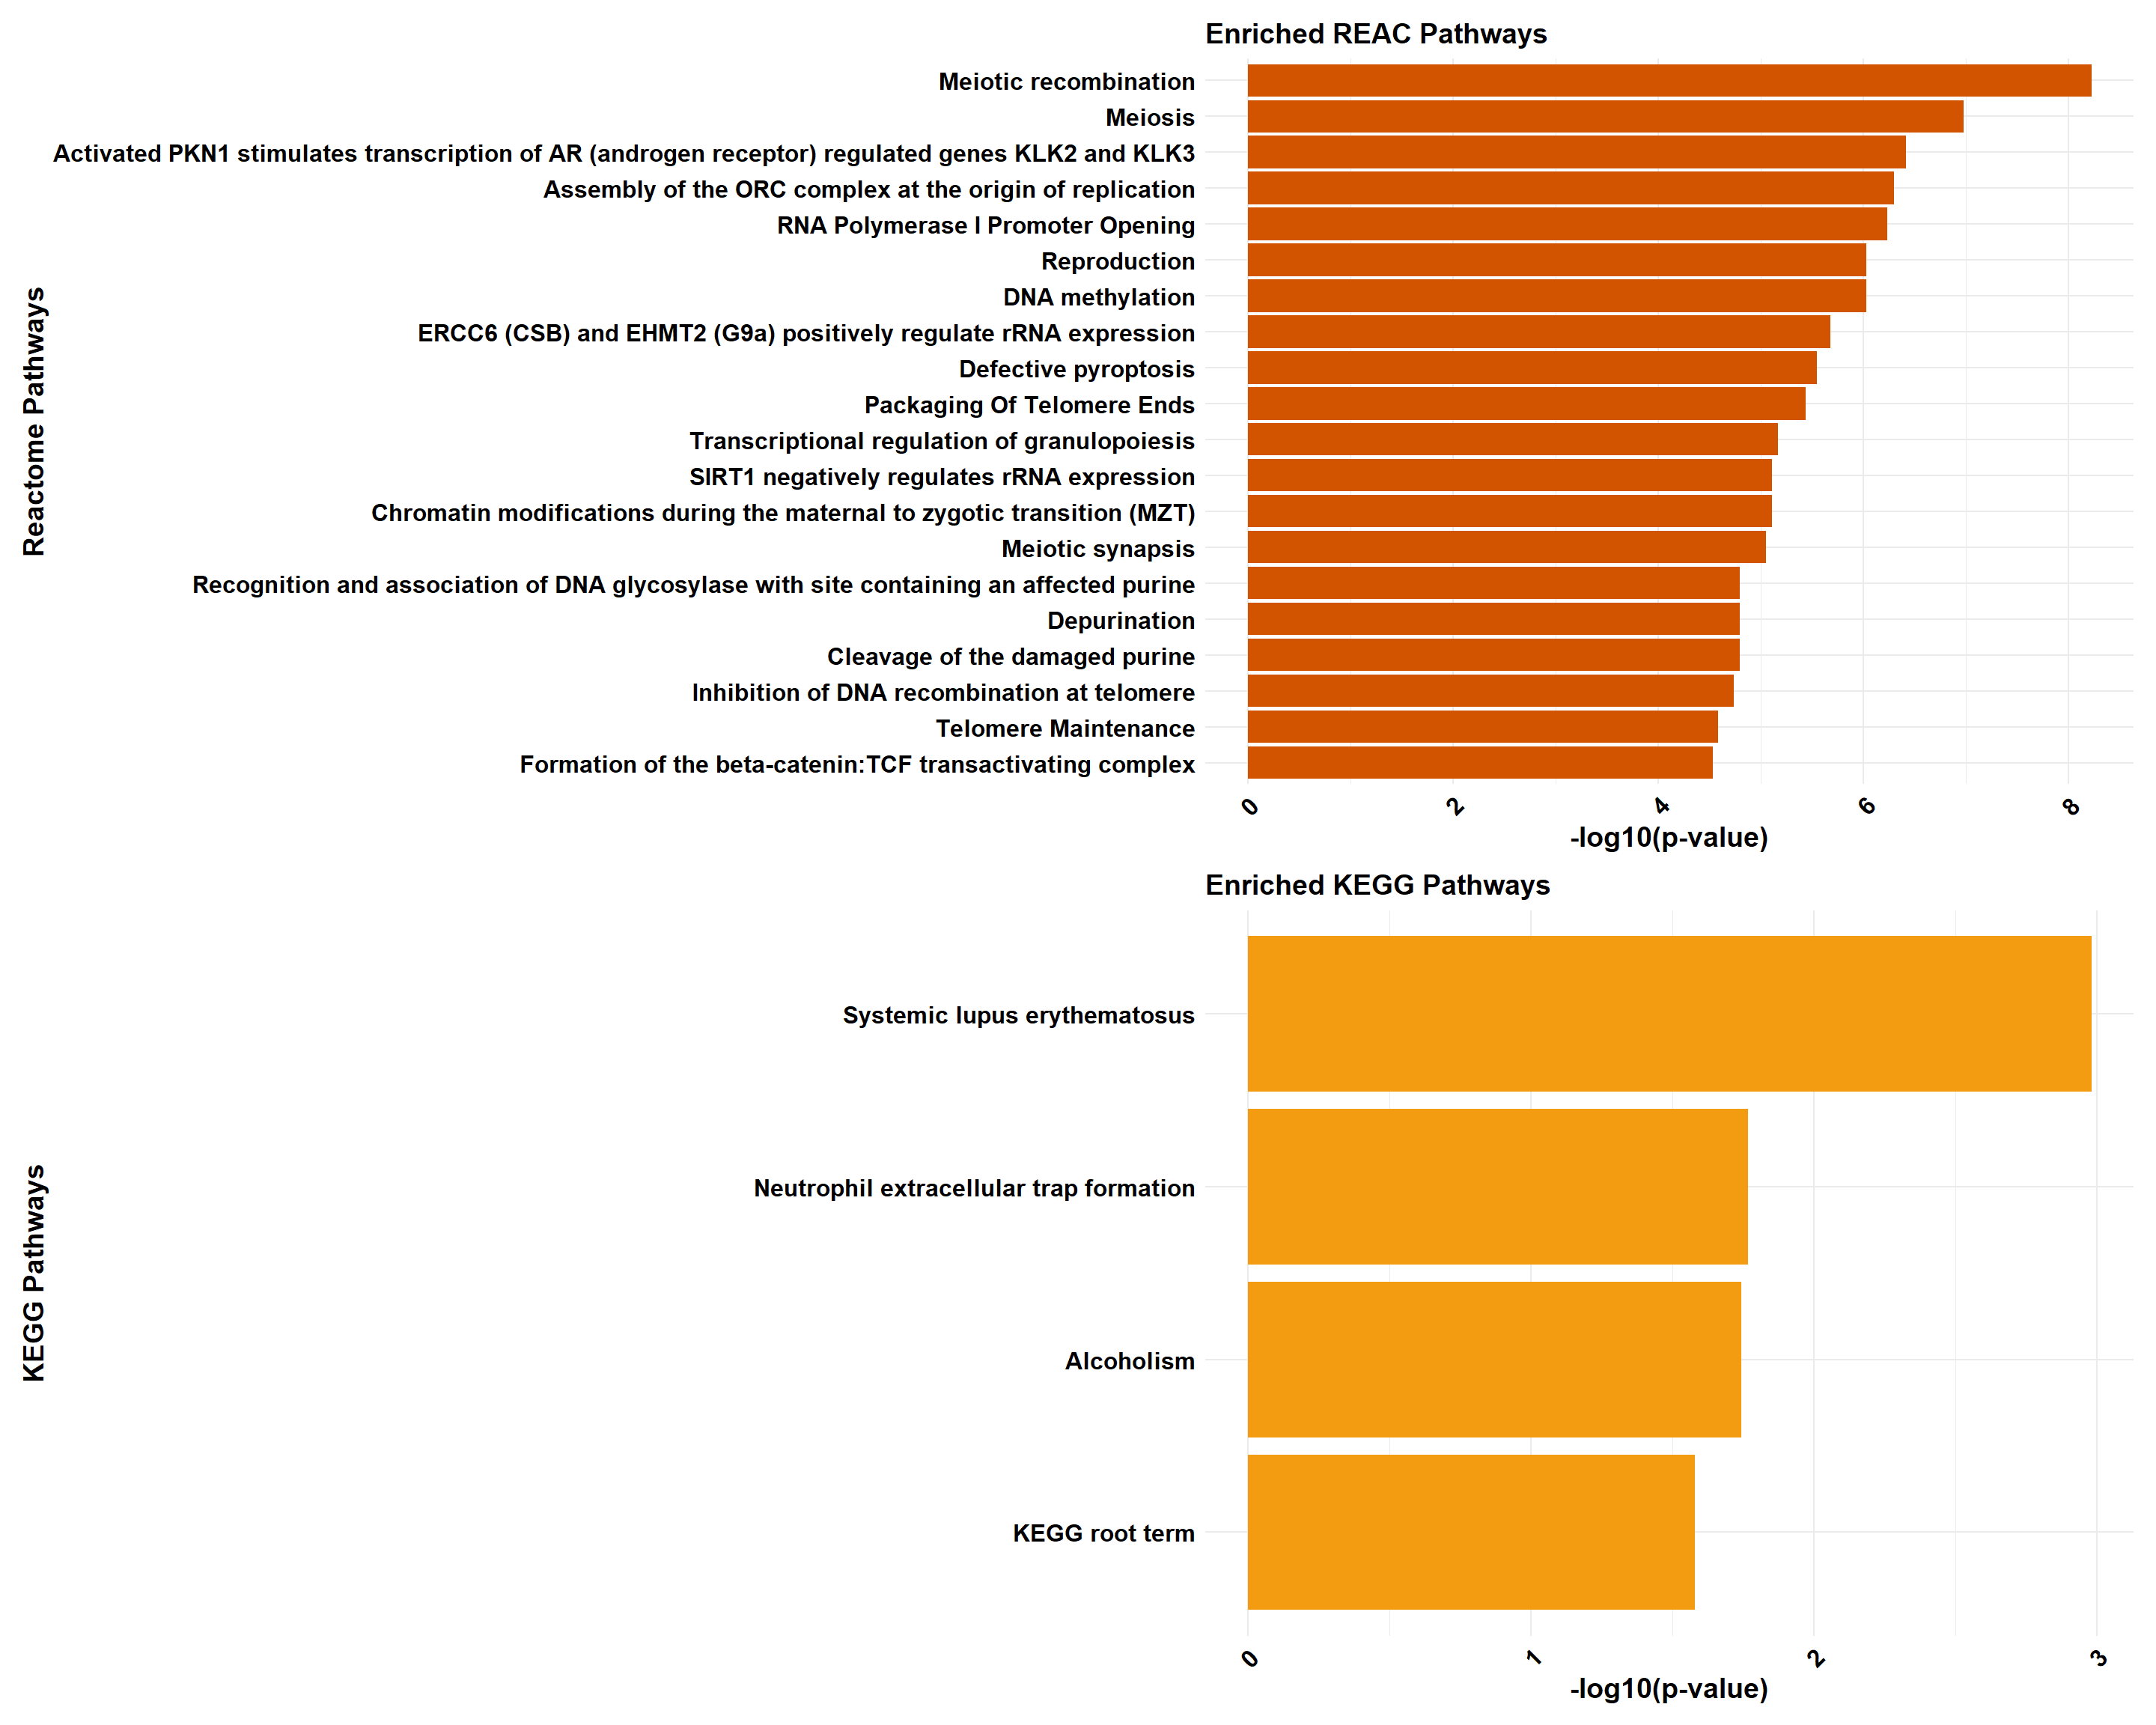 Enriched REAC Pathways
Reactome Pathways
Meiotic recombination
Meiosis
Activated PKN1 stimulates transcription of AR (androgen receptor) regulated genes KLK2 and KLK3
Assembly of the ORC complex at the origin of replication
RNA Polymerase I Promoter Opening
Reproduction
DNA methylation
ERCC6 (CSB) and EHMT2 (G9a) positively regulate rRNA expression
Defective pyroptosis
Packaging Of Telomere Ends
Transcriptional regulation of granulopoiesis
SIRT1 negatively regulates rRNA expression
Chromatin modifications during the maternal to zygotic transition (MZT)
Meiotic synapsis
Recognition and association of DNA glycosylase with site containing an affected purine
Depurination
Cleavage of the damaged purine
Inhibition of DNA recombination at telomere
Telomere Maintenance
Formation of the beta-catenin:TCF transactivating complex
0 2 4 6 8
-log10(p-value)
Enriched KEGG Pathways
KEGG Pathways
Systemic lupus erythematosus
Neutrophil extracellular trap formation
Alcoholism
KEGG root term
0 1 2 3
-log10(p-value)